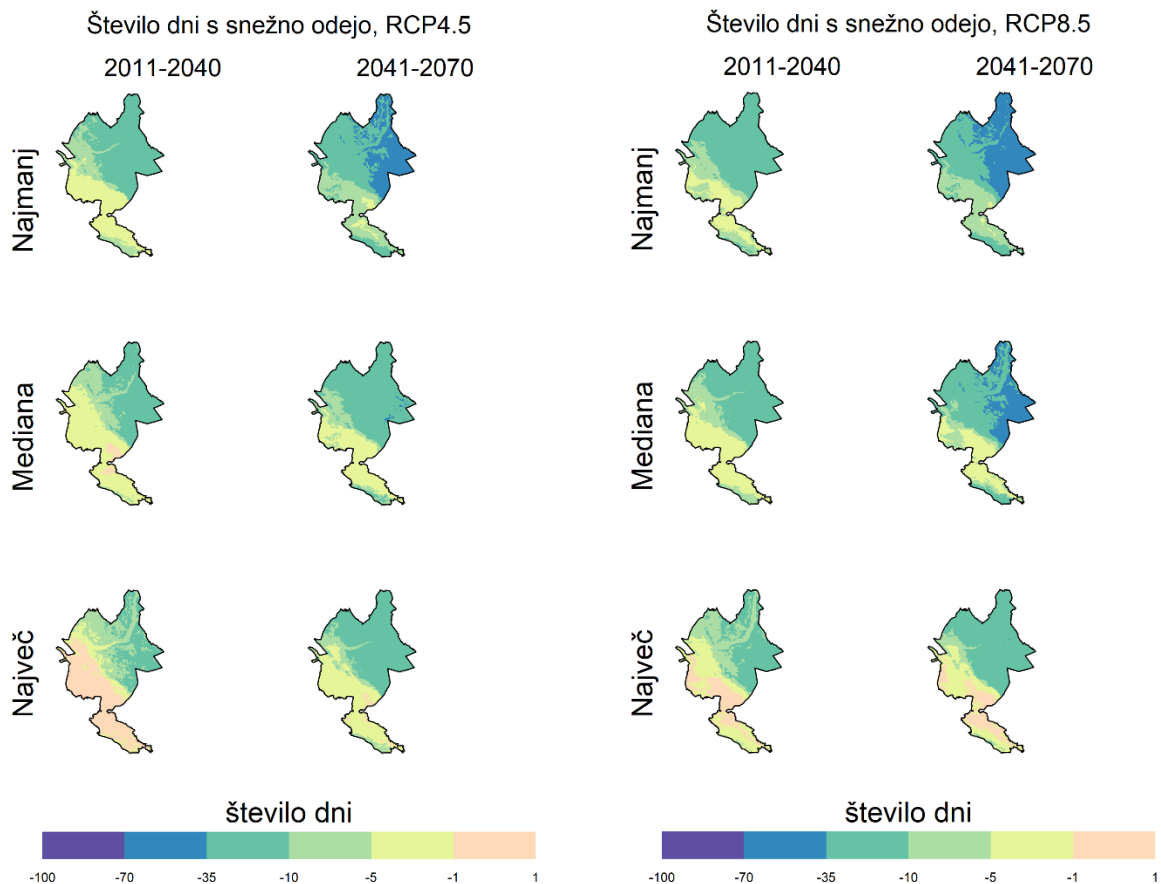 Število dni s snežno odejo, RCP4.5
2011-2040 2041-2070
Najmanj
Mediana
Največ
število dni
-100 -70 -35 -10 -5 -1 1
Število dni s snežno odejo, RCP8.5
2011-2040 2041-2070
Najmanj
Mediana
Največ
število dni
-100 -70 -35 -10 -5 -1 1